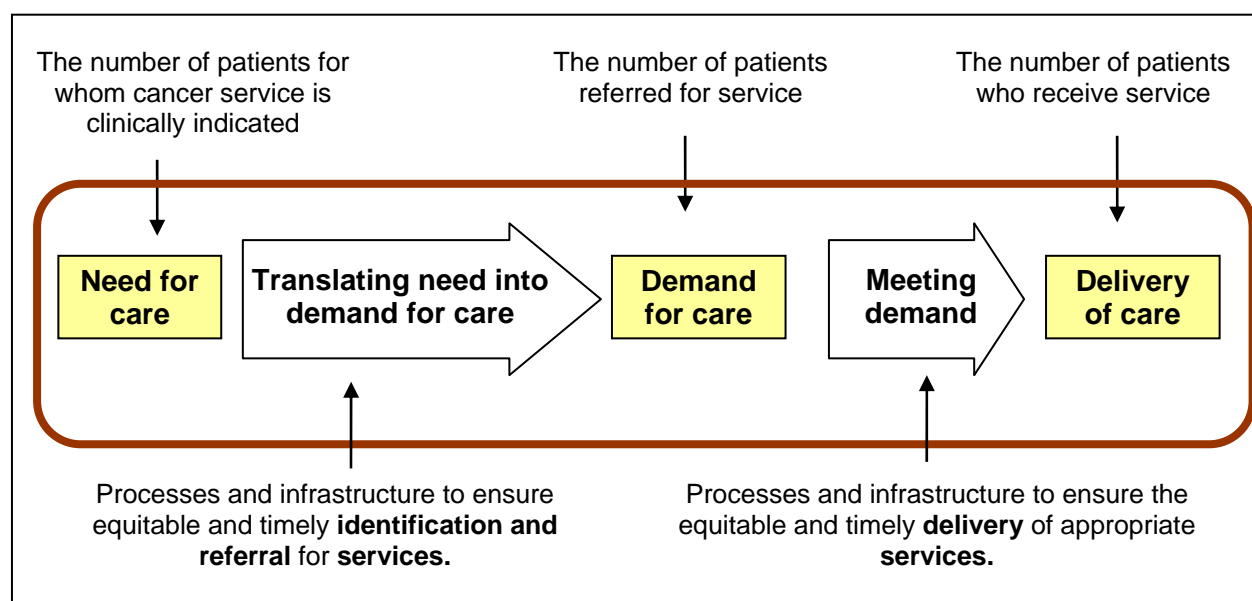 The number of patients for
whom cancer service is
clinically indicated
The number of patients
referred for service
The number of patients
who receive service
Need for
care
Translating need into
demand for care
Demand
for care
Meeting
demand
Delivery
of care
Processes and infrastructure to ensure
equitable and timely identification and
referral for services.
Processes and infrastructure to ensure the
equitable and timely delivery of appropriate
services.